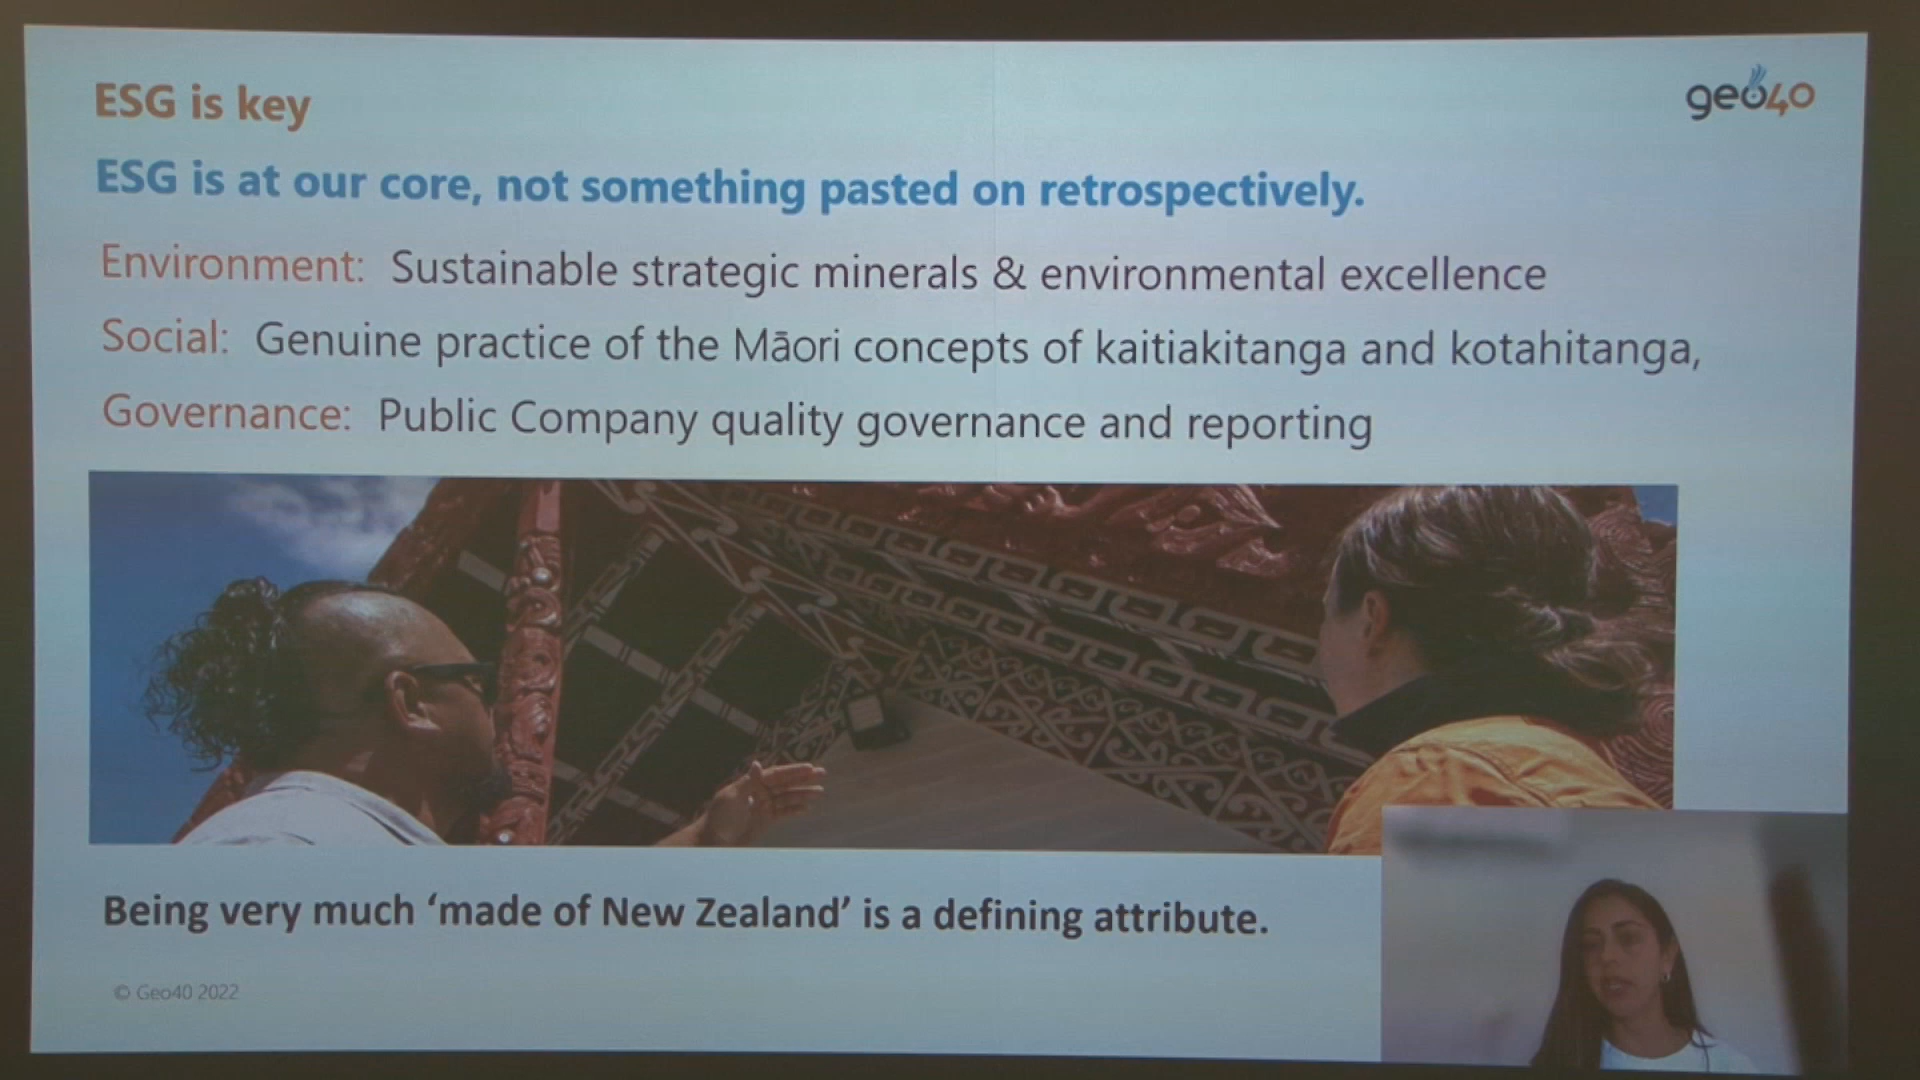 ESG is key
geo40
ESG is at our core, not something pasted on retrospectively.
Environment: Sustainable strategic minerals & environmental excellence
Social: Genuine practice of the Māori concepts of kaitiakitanga and kotahitanga,
Governance: Public Company quality governance and reporting
Being very much ‘made of New Zealand’ is a defining attribute.
© Geo40 2022